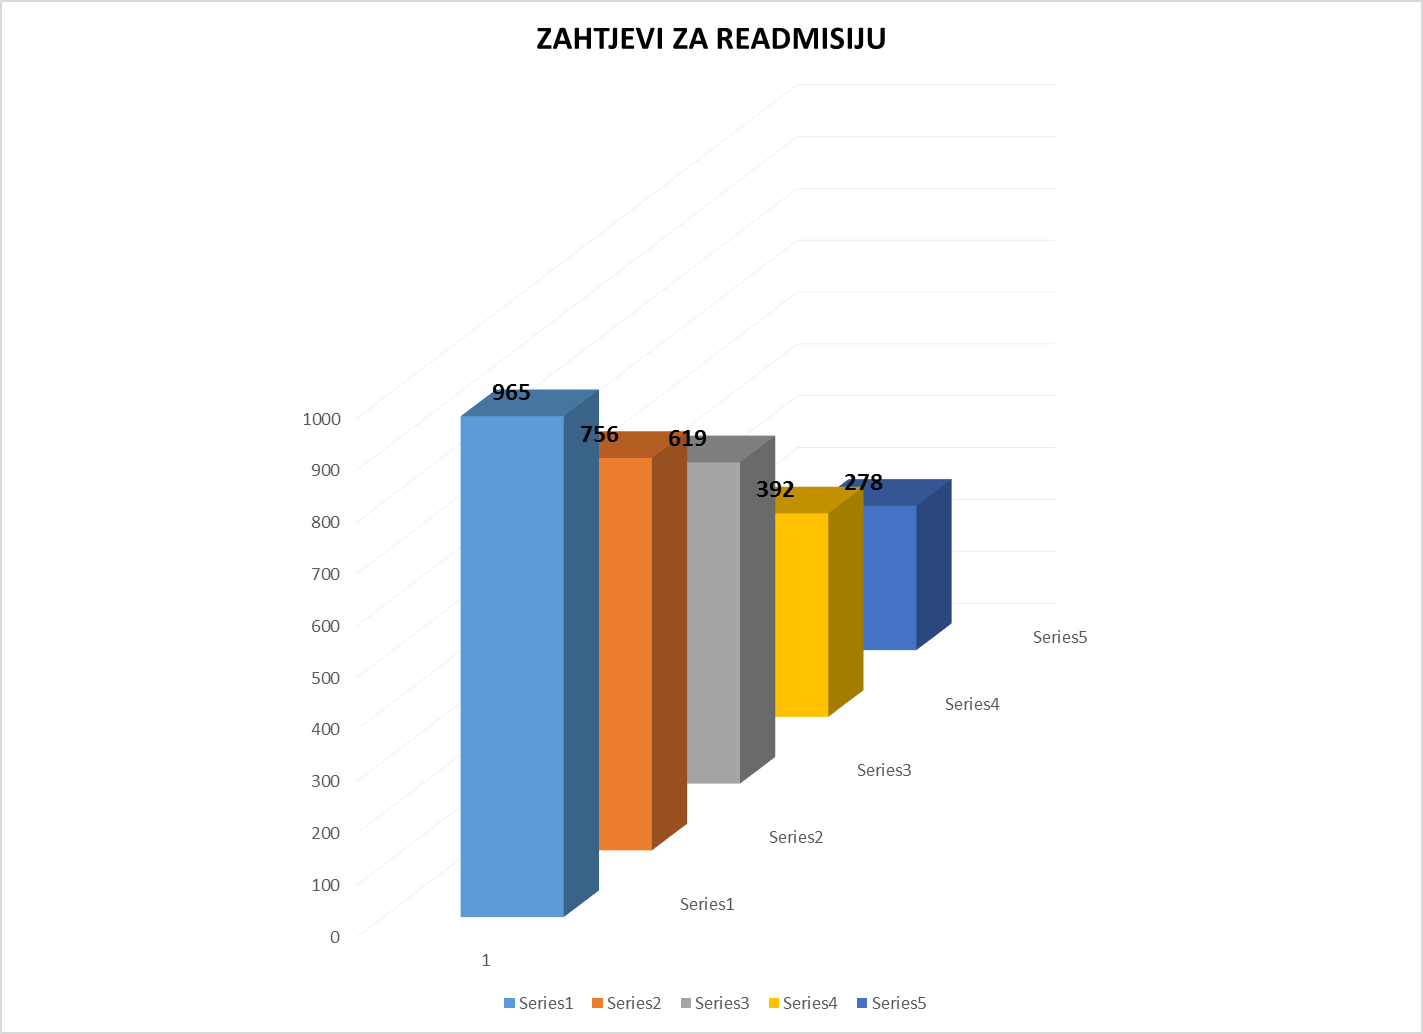 ZAHTJEVI ZA READMISIJU
965
756
619
392
278
1000
900
800
700
600
500
400
300
200
100
0
Series5
Series4
Series3
Series2
Series1
1
Series1 Series2 Series3 Series4 Series5